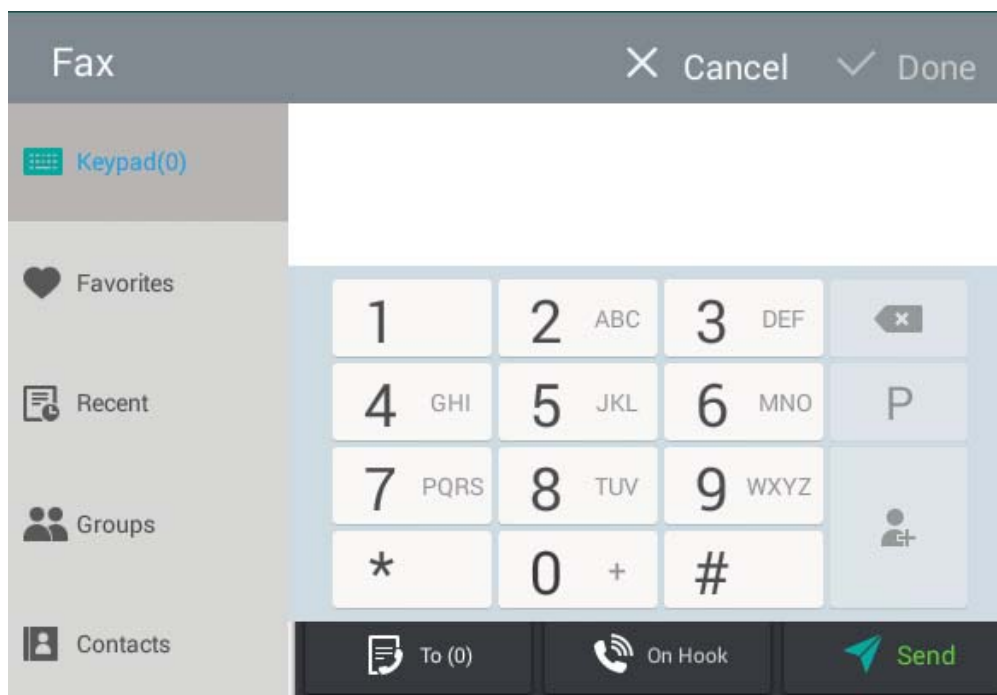 Fax
Cancel
Done
Keypad(0)
Favorites
Recent
Groups
Contacts
1
2 ABC
3 DEF
4 GHI
5 JKL
6 MNO
P
7 PQRS
8 TUV
9 WXYZ
*
0 +
#
To (0)
On Hook
Send